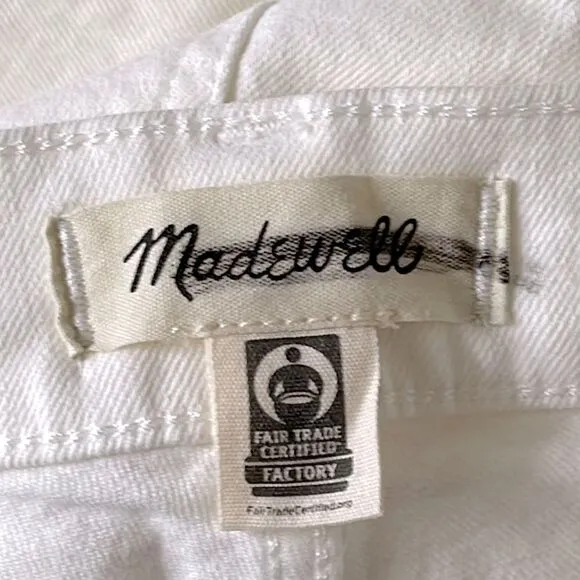 Madewell
FAIR TRADE
CERTIFIED
FACTORY
FairTradeCertified.org